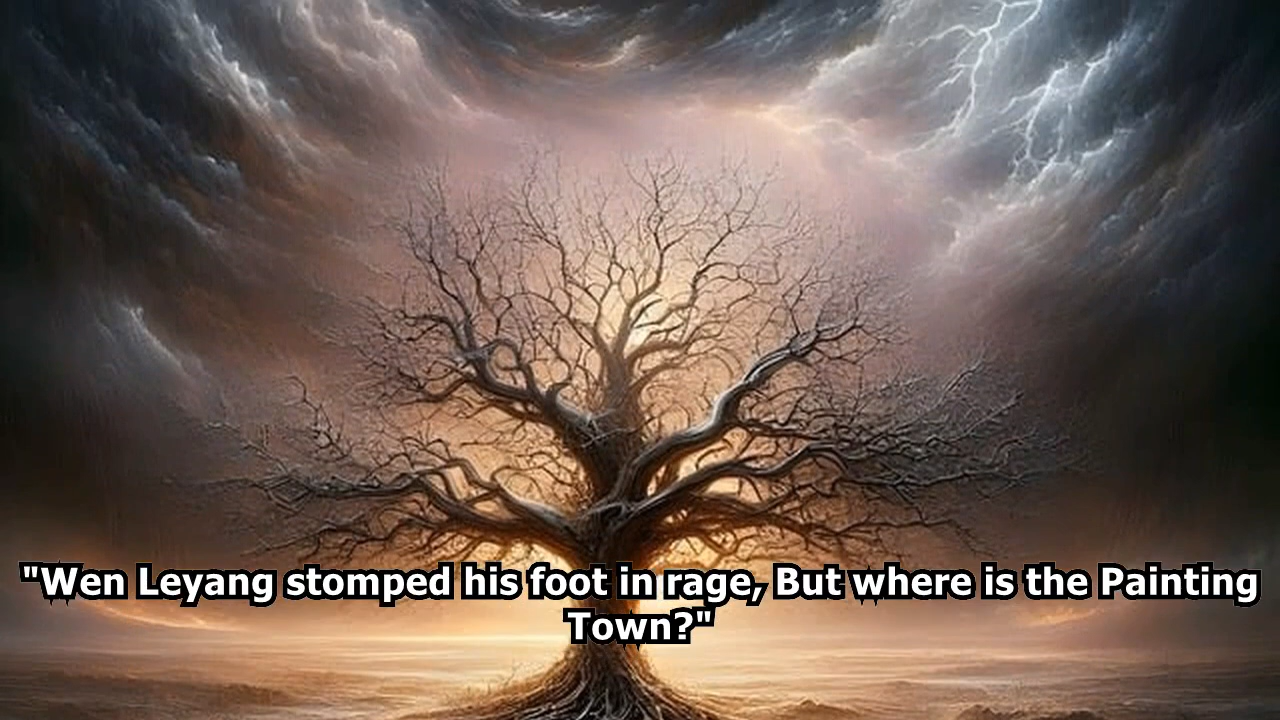 "Wen Leyang stomped his foot in rage, But where is the Painting
Town?"